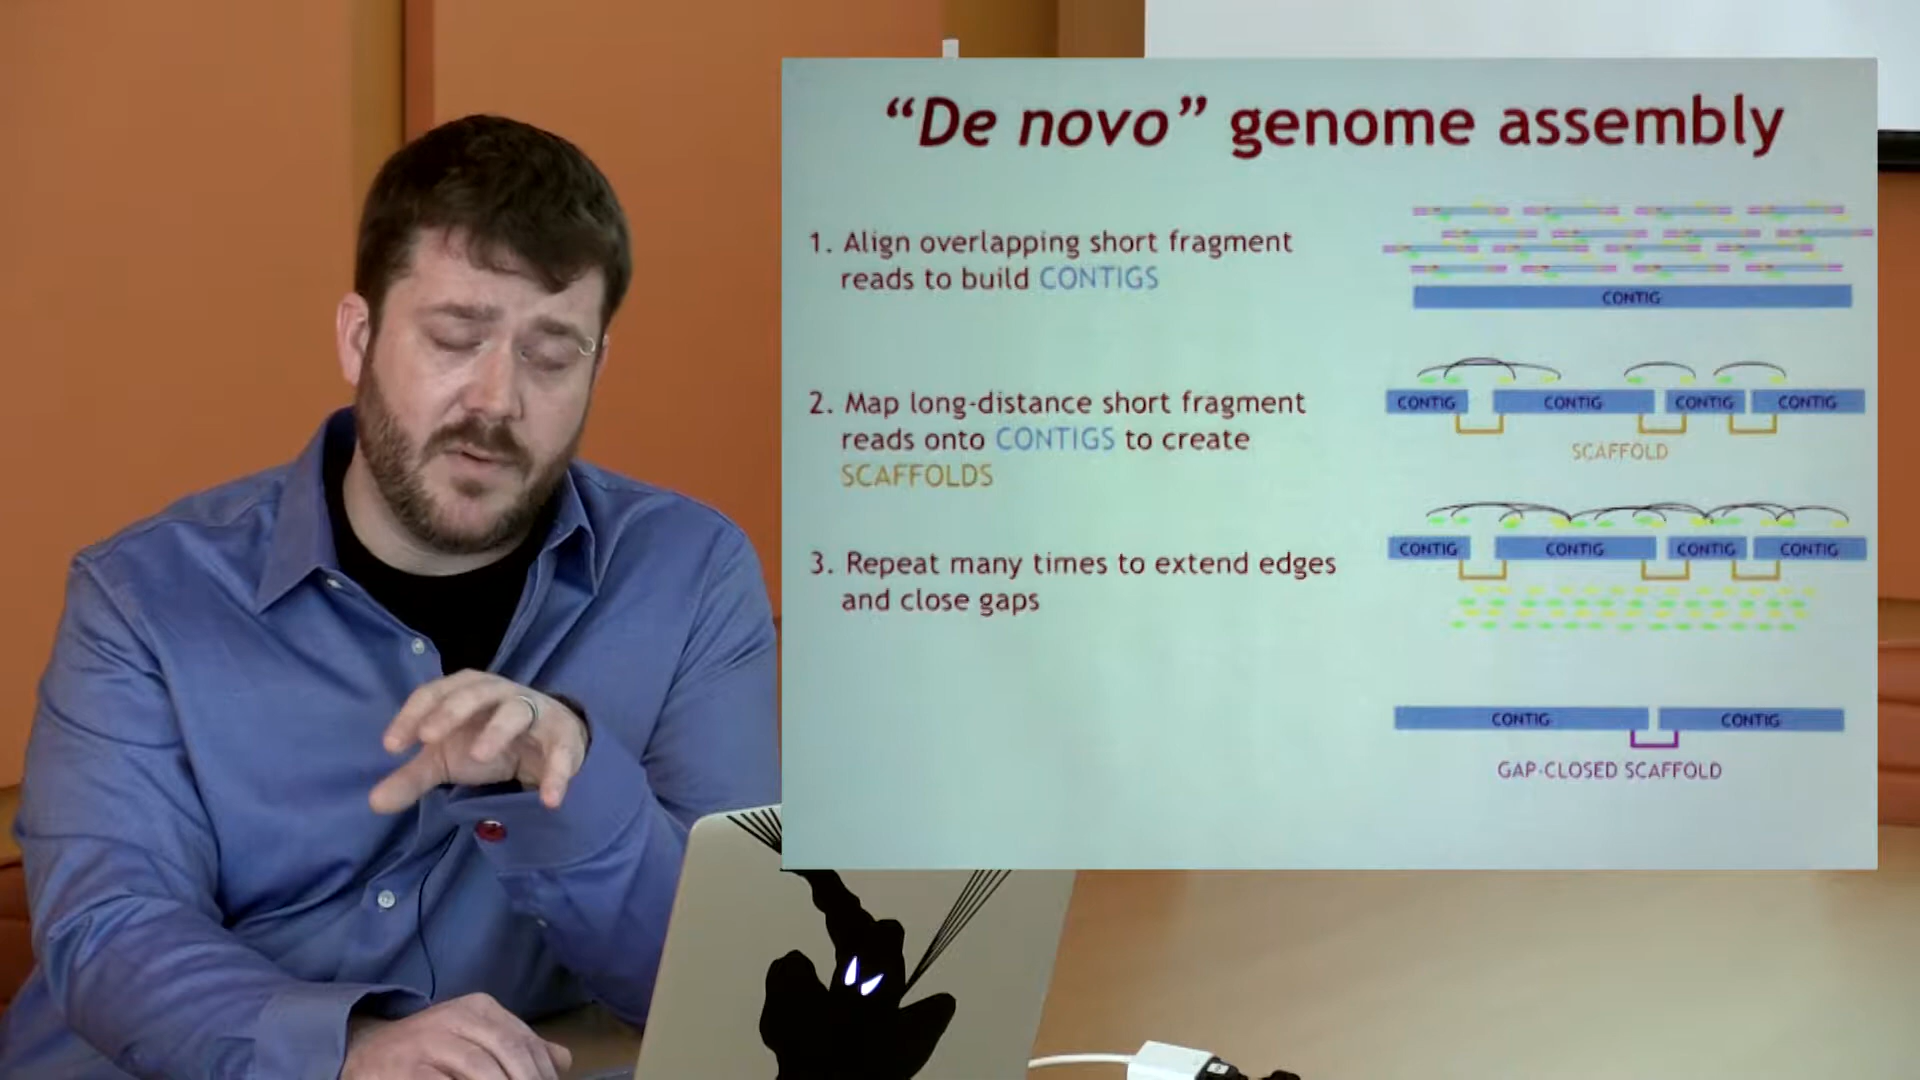 “De novo” genome assembly
1. Align overlapping short fragment
reads to build CONTIGS
CONTIG
2. Map long-distance short fragment
reads onto CONTIGS to create
SCAFFOLDS
CONTIG CONTIG CONTIG CONTIG
SCAFFOLD
3. Repeat many times to extend edges
and close gaps
CONTIG CONTIG CONTIG CONTIG
CONTIG CONTIG
GAP-CLOSED SCAFFOLD